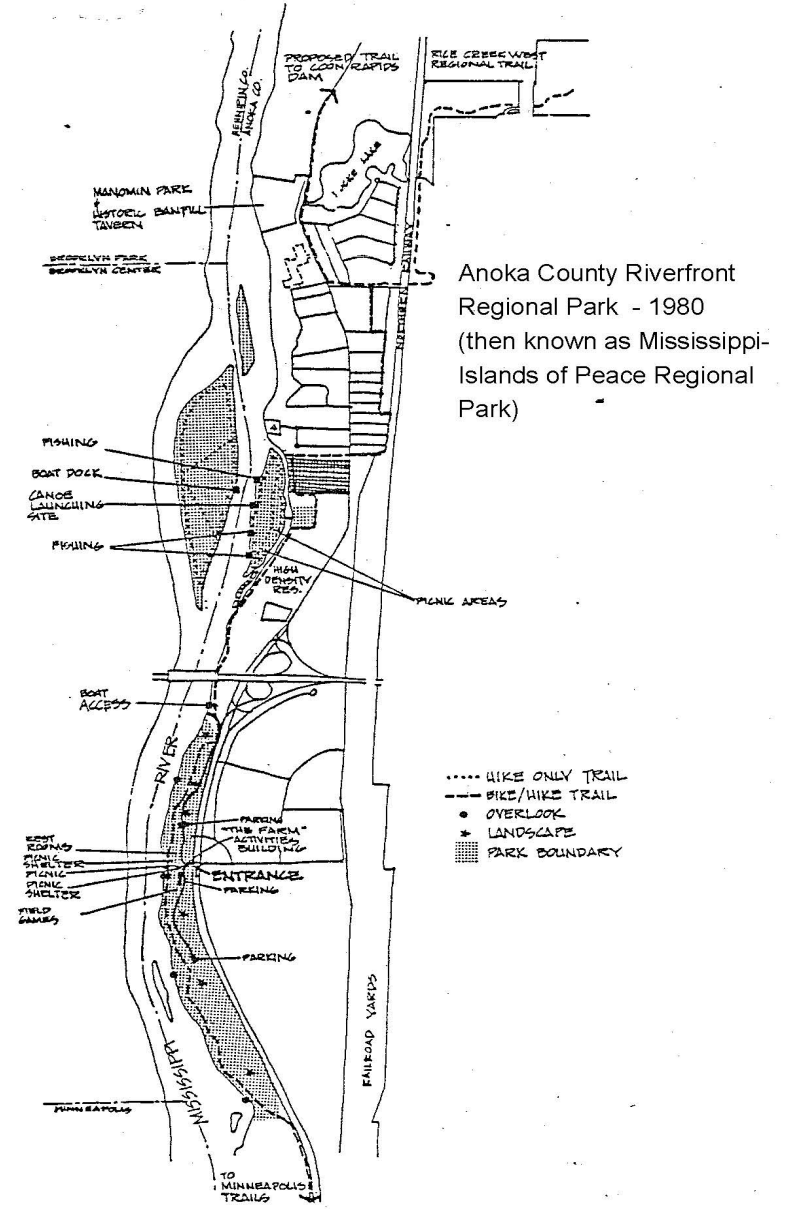 PROPOSED TRAIL
TO COON RAPIDS
DAM
RICE CREEK WEST
REGIONAL TRAIL
HENNEPIN CO.
ANOKA CO.
LOCKE LAKE
MANOMIN PARK
&
HISTORIC BANFILL
TAVERN
BROOKLYN PARK
BROOKLYN CENTER
NORTHERN RAILWAY
Anoka County Riverfront
Regional Park - 1980
(then known as Mississippi-
Islands of Peace Regional
Park)
FISHING
BOAT DOCK
CANOE
LAUNCHING
SITE
FISHING
HIGH
DENSITY
RES.
PICNIC AREAS
BOAT
ACCESS
RIVER
HIKE ONLY TRAIL
BIKE/HIKE TRAIL
OVERLOOK
LANDSCAPE
PARK BOUNDARY
PARKING
"THE FARM"
ACTIVITIES
BUILDING
REST
ROOMS
PICNIC
SHELTER
PICNIC
PICNIC
SHELTER
ENTRANCE
PARKING
FIELD
GAMES
PARKING
RAILROAD YARDS
MISSISSIPPI
MINNEAPOLIS
TO
MINNEAPOLIS
TRAILS